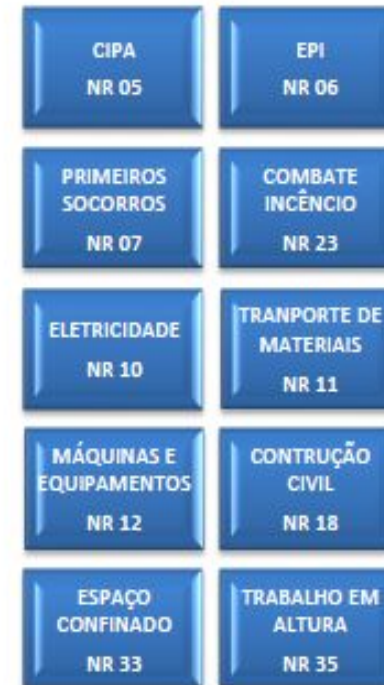 CIPA
NR 05
EPI
NR 06
PRIMEIROS
SOCORROS
NR 07
COMBATE
INCÊNCIO
NR 23
ELETRICIDADE
NR 10
TRANPORTE DE
MATERIAIS
NR 11
MÁQUINAS E
EQUIPAMENTOS
NR 12
CONTRUÇÃO
CIVIL
NR 18
ESPAÇO
CONFINADO
NR 33
TRABALHO EM
ALTURA
NR 35